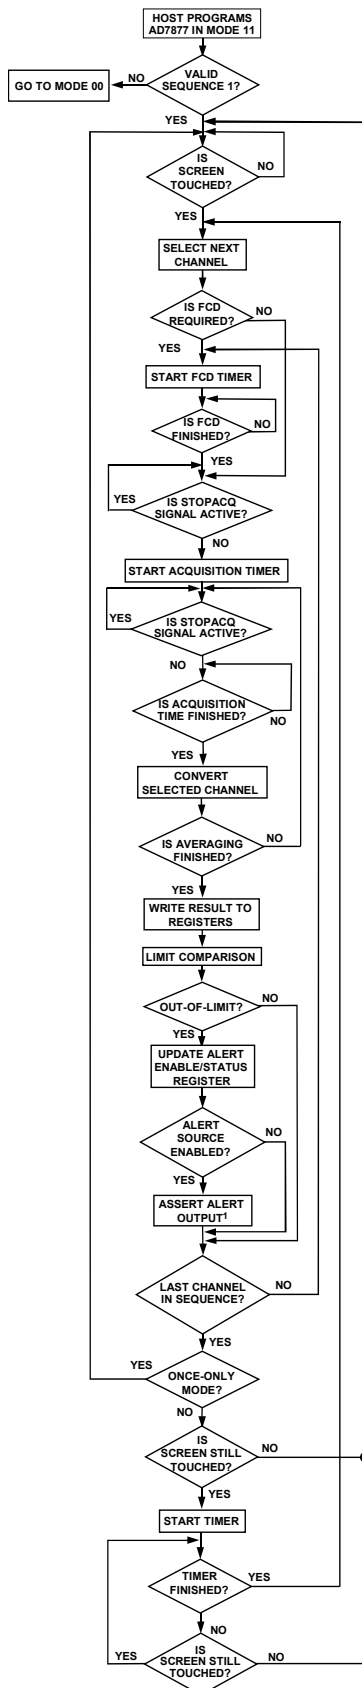 HOST PROGRAMS
AD7877 IN MODE 11
VALID
SEQUENCE 1?
NO
GO TO MODE 00
YES
IS
SCREEN
TOUCHED?
NO
YES
SELECT NEXT
CHANNEL
IS FCD
REQUIRED?
NO
YES
START FCD TIMER
IS FCD
FINISHED?
NO
YES
IS STOPACQ
SIGNAL ACTIVE?
YES
NO
START ACQUISITION TIMER
IS STOPACQ
SIGNAL ACTIVE?
YES
NO
IS ACQUISITION
TIME FINISHED?
NO
YES
CONVERT
SELECTED CHANNEL
IS AVERAGING
FINISHED?
NO
YES
WRITE RESULT TO
REGISTERS
LIMIT COMPARISON
OUT-OF-LIMIT?
NO
YES
UPDATE ALERT
ENABLE/STATUS
REGISTER
ALERT
SOURCE
ENABLED?
NO
YES
ASSERT ALERT
OUTPUT1
LAST CHANNEL
IN SEQUENCE?
NO
YES
YES
ONCE-ONLY
MODE?
NO
IS
SCREEN STILL
TOUCHED?
NO
YES
START TIMER
TIMER
FINISHED?
YES
NO
IS
SCREEN STILL
TOUCHED?
YES
NO